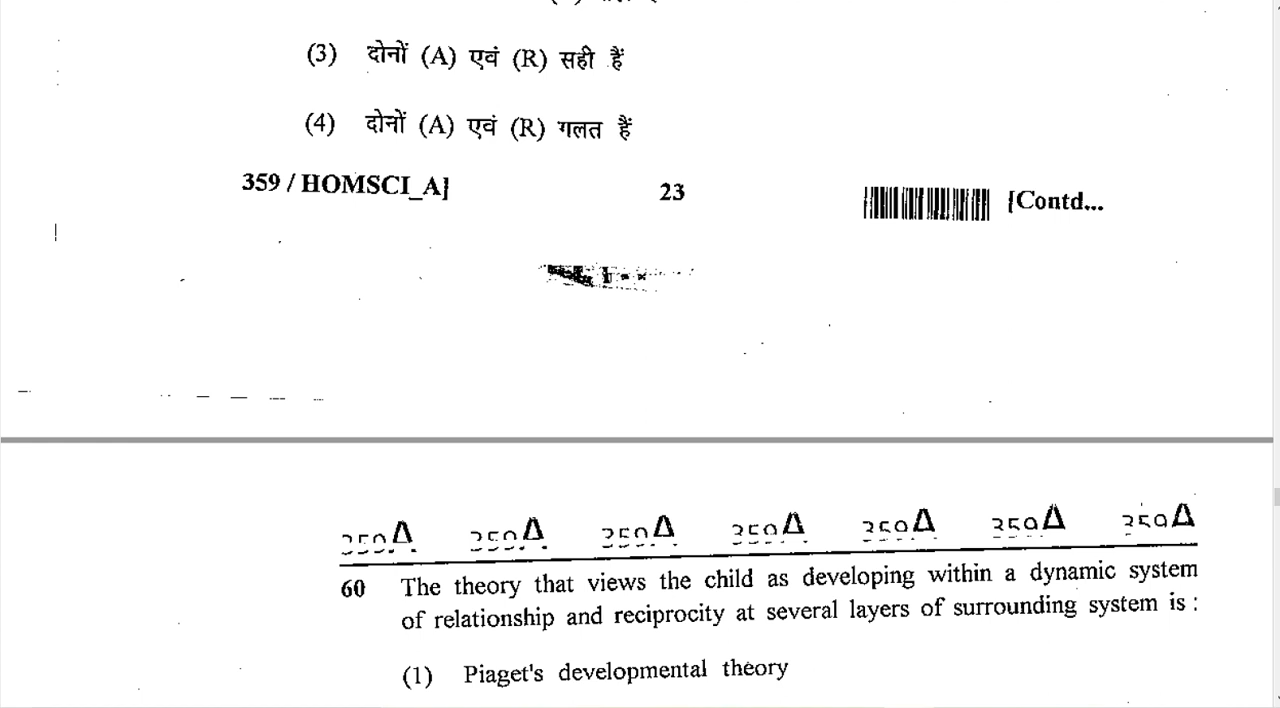 (3) दोनों (A) एवं (R) सही हैं
(4) दोनों (A) एवं (R) गलत हैं
359 / HOMSCI_A] 23 [Contd...
359A 359A 359A 359A 359A 359A 359A
60 The theory that views the child as developing within a dynamic system
of relationship and reciprocity at several layers of surrounding system is :
(1) Piaget's developmental theory